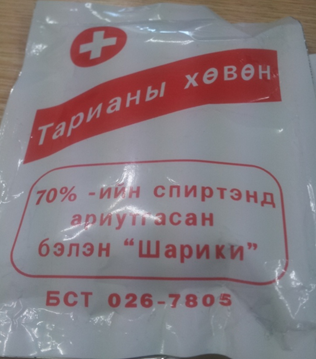 Тарианы хөвөн
70% -ийн спиртэнд
ариутгасан
бэлэн “Шарики”
БСТ 026-7805